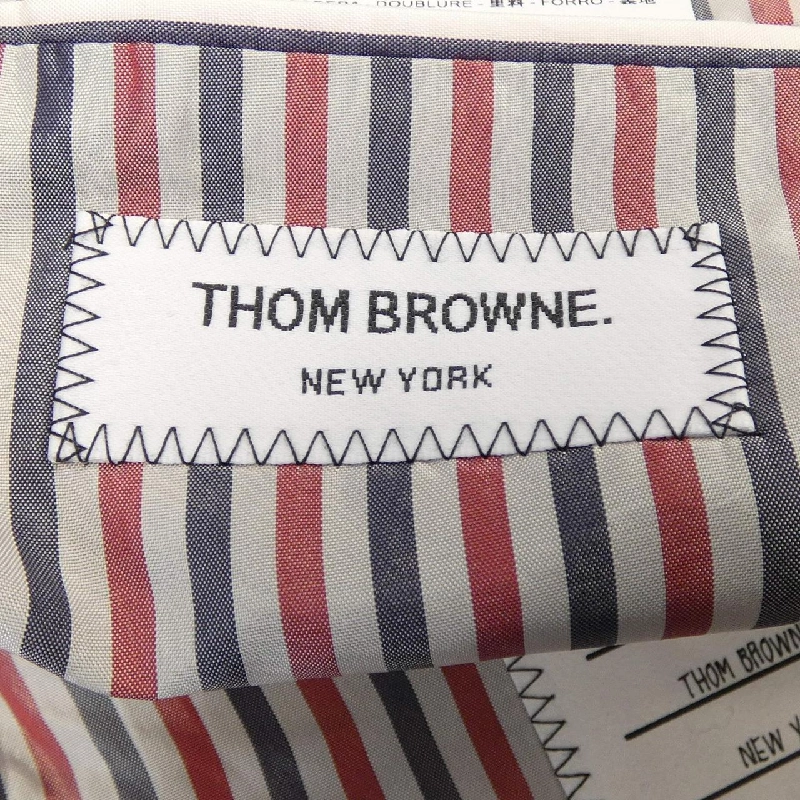 DOUBLURE - 里料 - FORRO - 裏地
THOM BROWNE.
NEW YORK
THOM BROWN
NEW Y